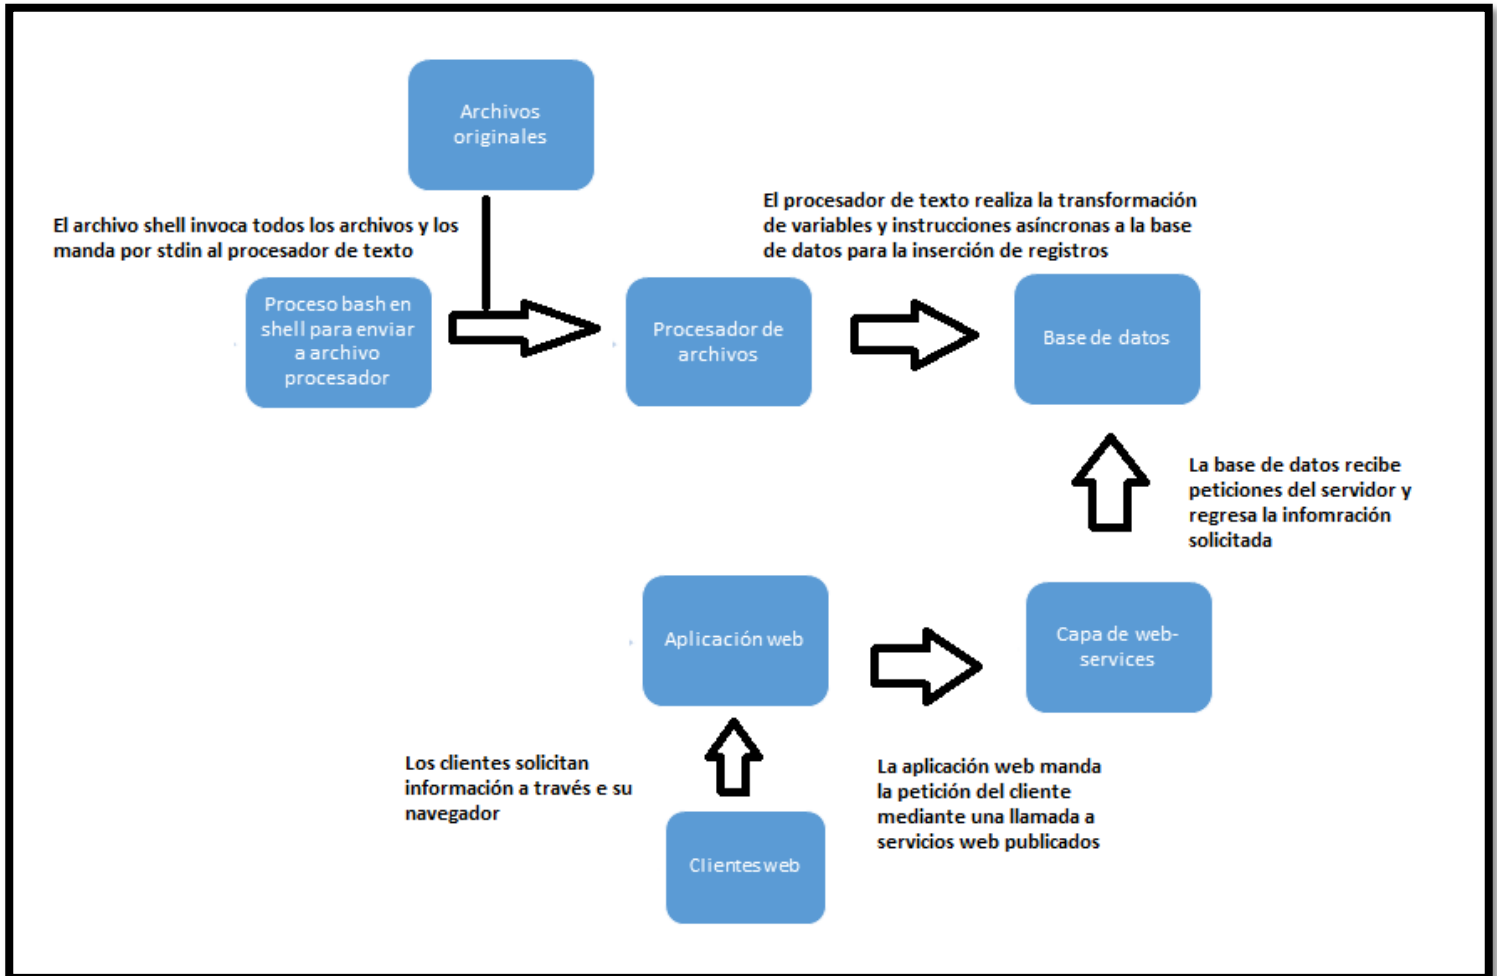 Archivos
originales
El archivo shell invoca todos los archivos y los
manda por stdin al procesador de texto
El procesador de texto realiza la transformación
de variables y instrucciones asíncronas a la base
de datos para la inserción de registros
Proceso bash en
shell para enviar
a archivo
procesador
Procesador de
archivos
Base de datos
La base de datos recibe
peticiones del servidor y
regresa la infomración
solicitada
Aplicación web
Capa de web-
services
Los clientes solicitan
información a través e su
navegador
La aplicación web manda
la petición del cliente
mediante una llamada a
servicios web publicados
Clientes web